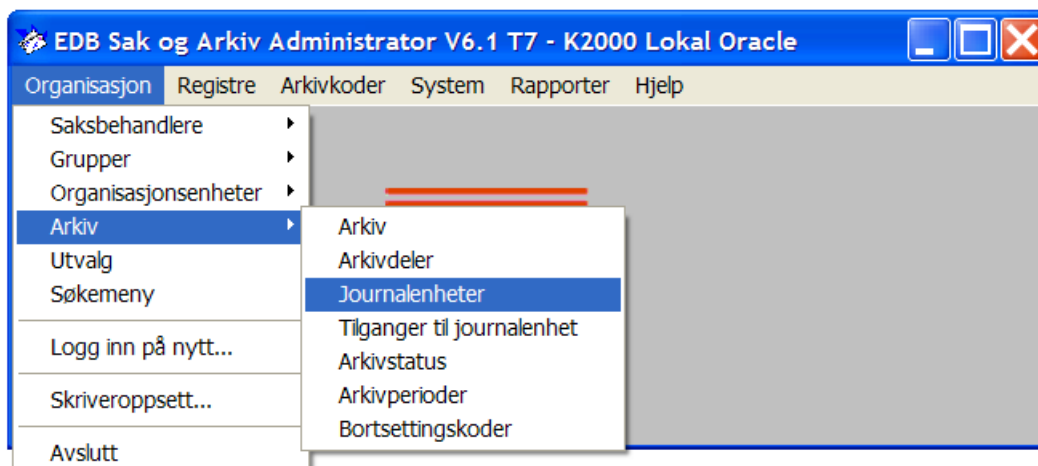 EDB Sak og Arkiv Administrator V6.1 T7 - K2000 Lokal Oracle
Organisasjon Registre Arkivkoder System Rapporter Hjelp
Saksbehandlere
Grupper
Organisasjonsenheter
Arkiv
Utvalg
Søkemeny
Logg inn på nytt...
Skriveroppsett...
Avslutt
Arkiv
Arkivdeler
Journalenheter
Tilganger til journalenhet
Arkivstatus
Arkivperioder
Bortsettingskoder